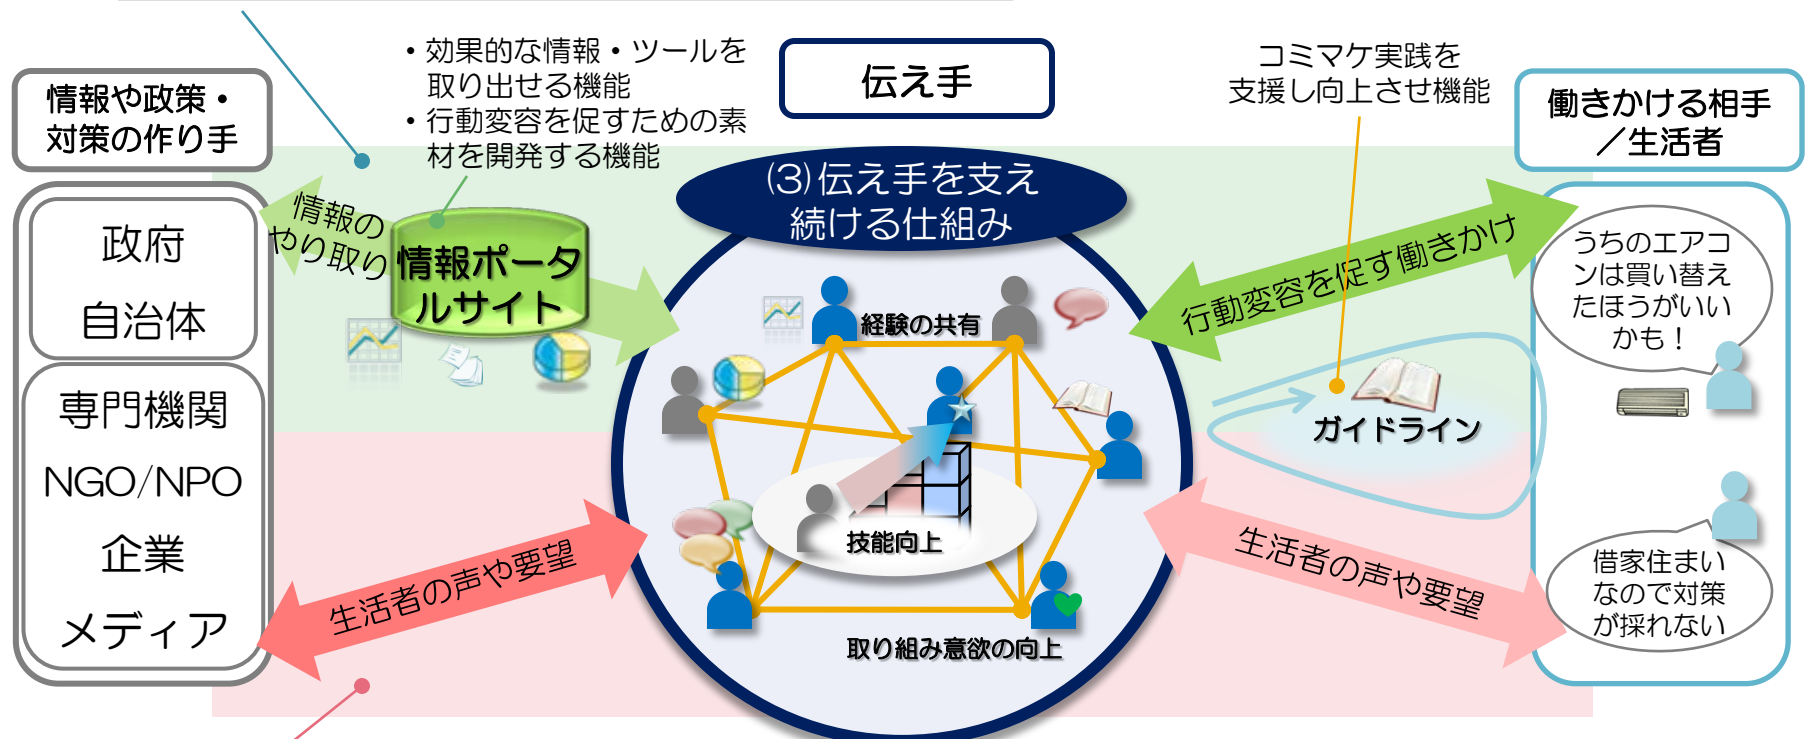 ・効果的な情報・ツールを
取り出せる機能
・行動変容を促すための素
材を開発する機能
伝え手
コミマケ実践を
支援し向上させ機能
情報や政策・
対策の作り手
働きかける相手
／生活者
(3)伝え手を支え
続ける仕組み
政府
自治体
専門機関
NGO/NPO
企業
メディア
情報の
やり取り
情報ポータ
ルサイト
経験の共有
技能向上
取り組み意欲の向上
行動変容を促す働きかけ
ガイドライン
生活者の声や要望
生活者の声や要望
うちのエアコ
ンは買い替え
たほうがいい
かも！
借家住まい
なので対策
が採れない